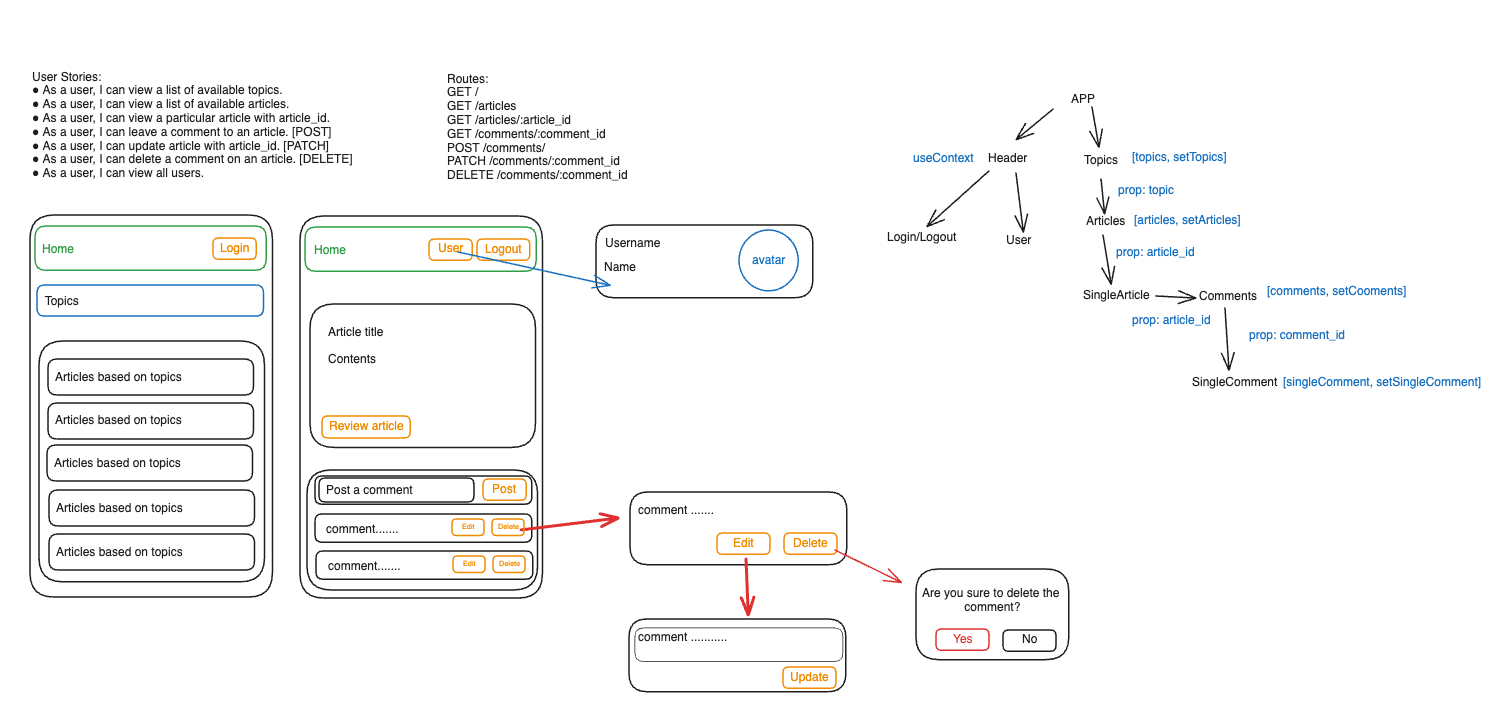 User Stories:
● As a user, I can view a list of available topics.
● As a user, I can view a list of available articles.
● As a user, I can view a particular article with article_id.
● As a user, I can leave a comment to an article. [POST]
● As a user, I can update article with article_id. [PATCH]
● As a user, I can delete a comment on an article. [DELETE]
● As a user, I can view all users.
Routes:
GET /
GET /articles
GET /articles/:article_id
GET /comments/:comment_id
POST /comments/
PATCH /comments/:comment_id
DELETE /comments/:comment_id
APP
useContext
Header
Topics
[topics, setTopics]
prop: topic
Articles
[articles, setArticles]
Login/Logout
User
prop: article_id
SingleArticle
Comments
[comments, setCooments]
prop: article_id
prop: comment_id
SingleComment
[singleComment, setSingleComment]
Home
Login
Topics
Articles based on topics
Articles based on topics
Articles based on topics
Articles based on topics
Articles based on topics
Home
User
Logout
Article title
Contents
Review article
Post a comment
Post
comment.......
Edit
Delete
comment.......
Edit
Delete
Username
Name
avatar
comment .......
Edit
Delete
comment ...........
Update
Are you sure to delete the
comment?
Yes
No